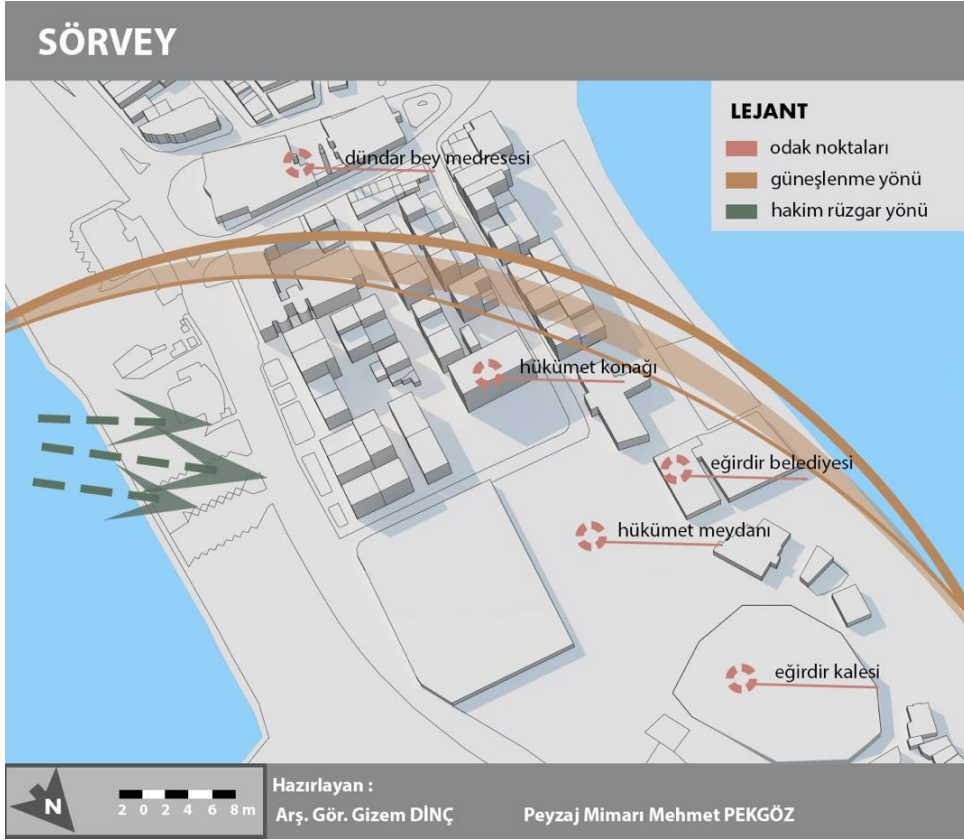 SÖRVEY
LEJANT
odak noktaları
güneşlenme yönü
hakim rüzgar yönü
dündar bey medresesi
hükümet konağı
eğirdir belediyesi
hükümet meydanı
eğirdir kalesi
N
2 0 2 4 6 8 m
Hazırlayan :
Arş. Gör. Gizem DİNÇ
Peyzaj Mimarı Mehmet PEKGÖZ